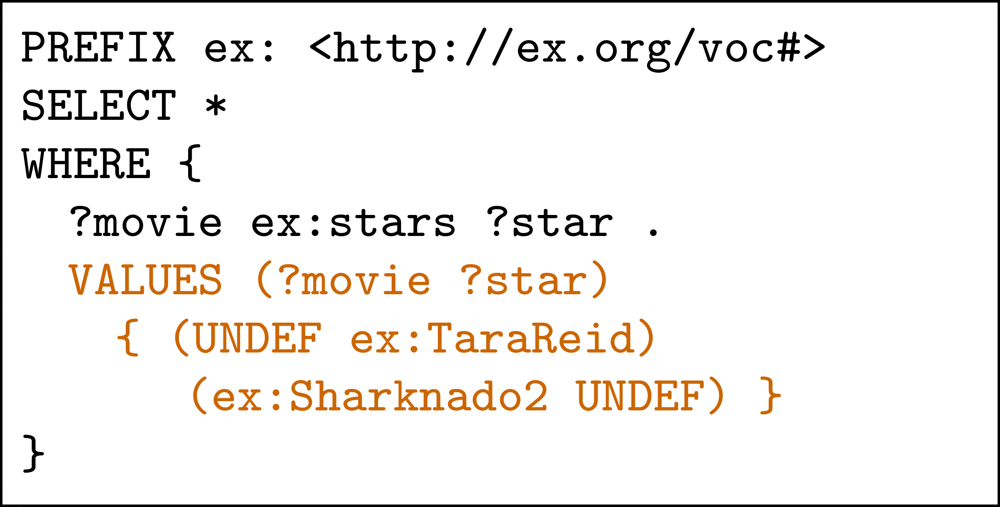 PREFIX ex: <http://ex.org/voc#>
SELECT *
WHERE {
?movie ex:stars ?star .
VALUES (?movie ?star)
{ (UNDEF ex:TaraReid)
(ex:Sharknado2 UNDEF) }
}